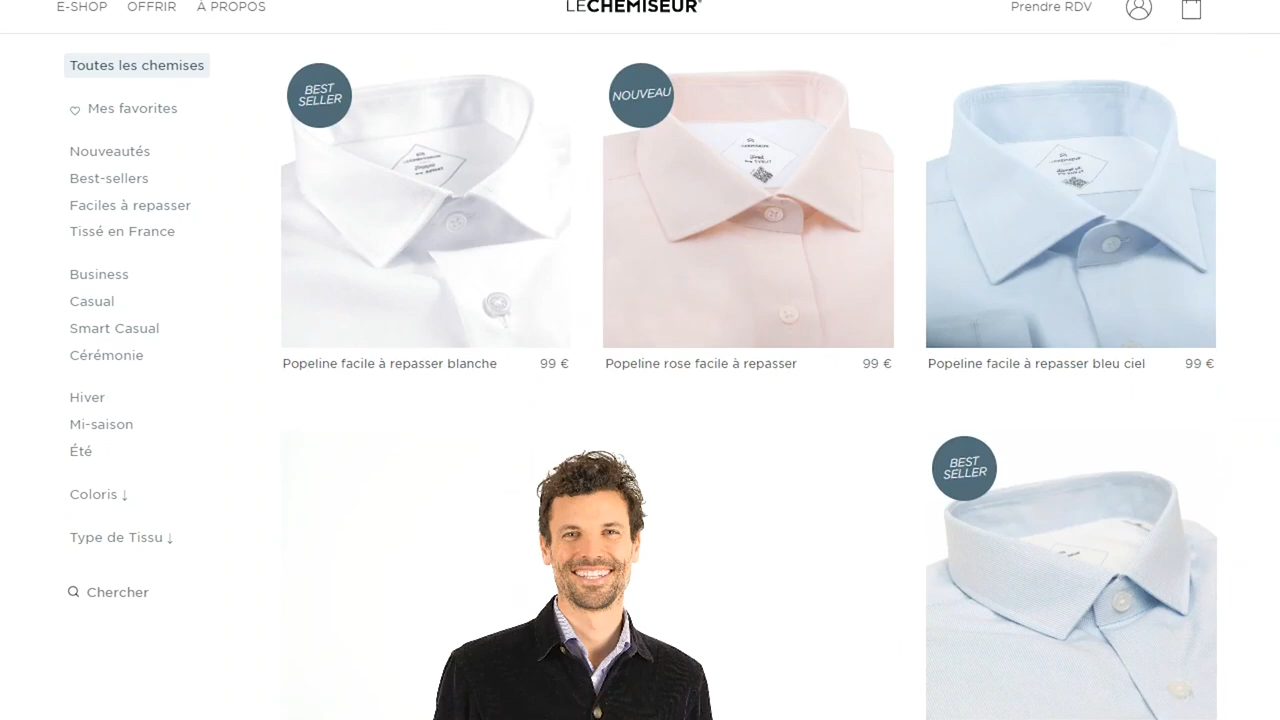 E-SHOP OFFRIR À PROPOS LE CHEMISEUR Prendre RDV
Toutes les chemises
Mes favorites
Nouveautés
Best-sellers
Faciles à repasser
Tissé en France
Business
Casual
Smart Casual
Cérémonie
Hiver
Mi-saison
Été
Coloris ↓
Type de Tissu ↓
Chercher
BEST
SELLER
NOUVEAU
Popeline facile à repasser blanche 99 €
Popeline rose facile à repasser 99 €
Popeline facile à repasser bleu ciel 99 €
BEST
SELLER